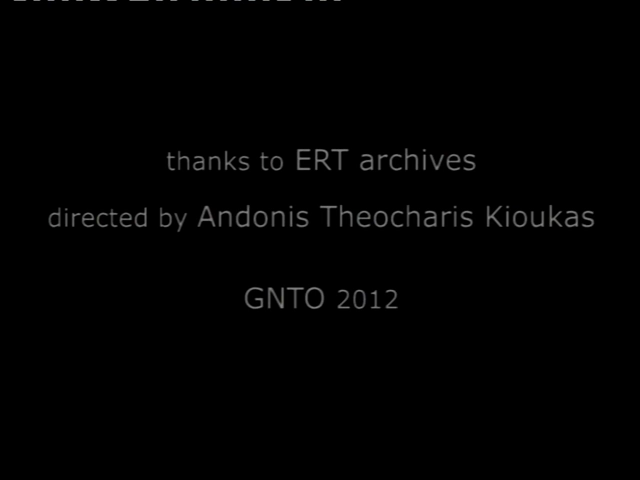 thanks to ERT archives
directed by Andonis Theocharis Kioukas
GNTO 2012